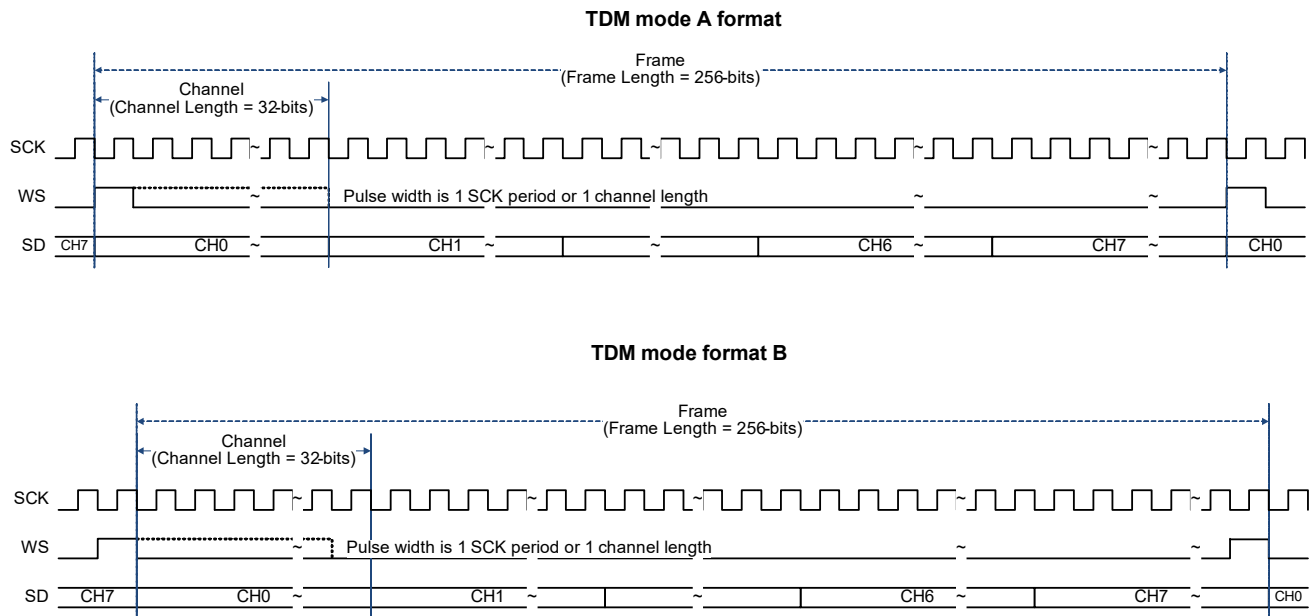 TDM mode A format
Frame
(Frame Length = 256-bits)
Channel
(Channel Length = 32-bits)
SCK ~ ~ ~ ~ ~
WS ~ Pulse width is 1 SCK period or 1 channel length ~ ~
SD CH7 CH0 ~ CH1 ~ ~ CH6 ~ CH7 ~ CH0
TDM mode format B
Frame
(Frame Length = 256-bits)
Channel
(Channel Length = 32-bits)
SCK ~ ~ ~ ~ ~
WS ~ Pulse width is 1 SCK period or 1 channel length ~ ~
SD CH7 CH0 ~ CH1 ~ ~ CH6 ~ CH7 ~ CH0